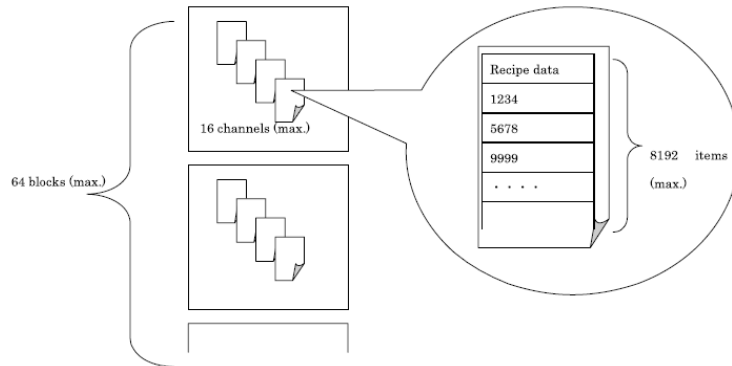 64 blocks (max.)
16 channels (max.)
Recipe data
1234
5678
9999
・・・・
8192 items
(max.)